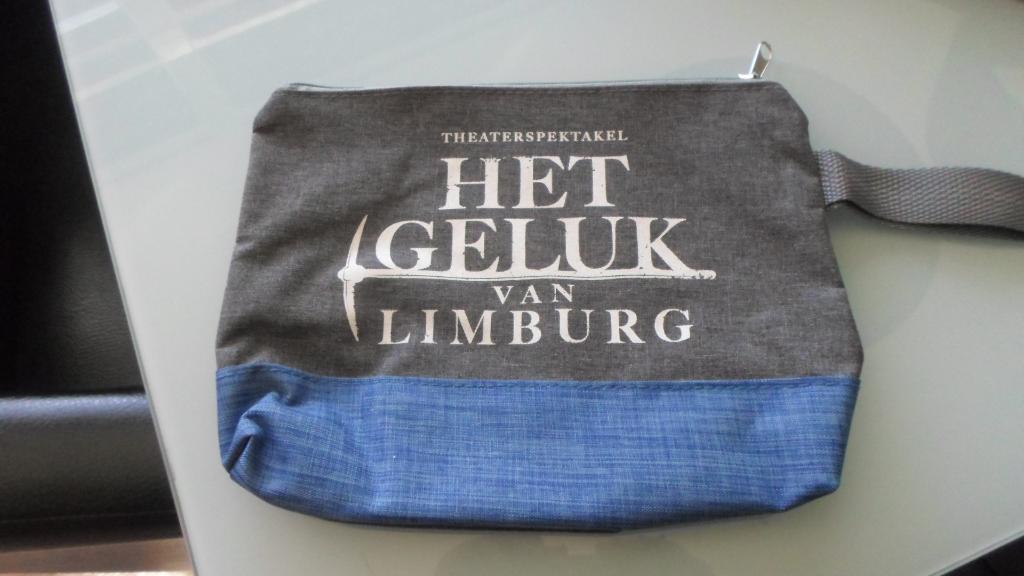 THEATERSPEKTAKEL
HET
GELUK
VAN
LIMBURG